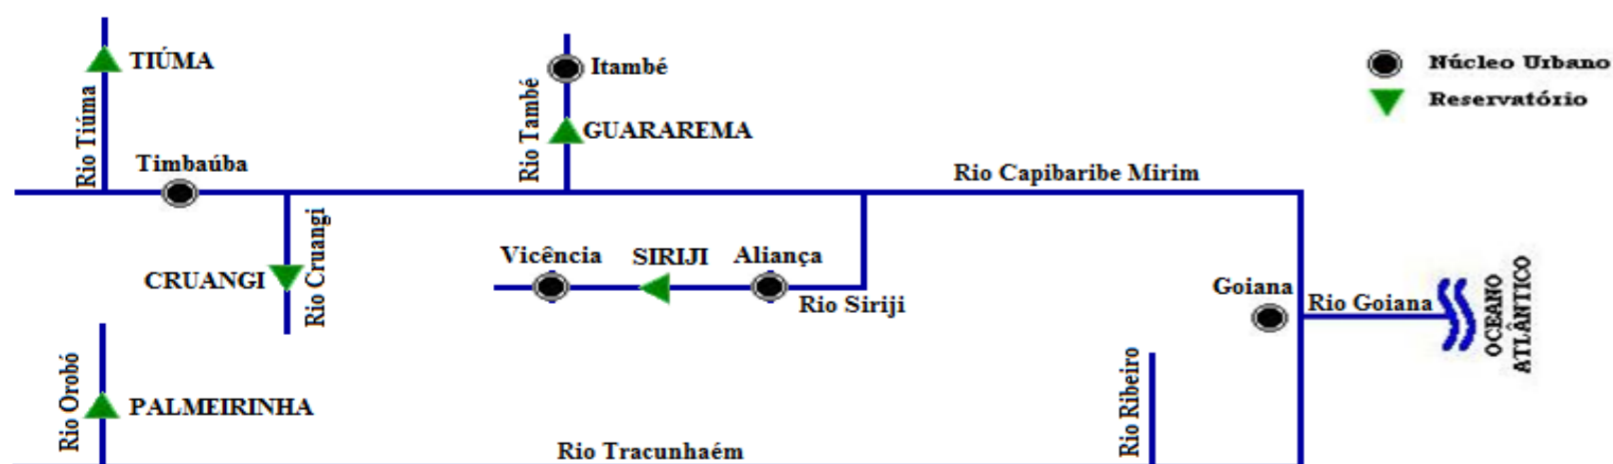 TIÚMA
Rio Tiúma
Timbaúba
Itambé
Rio També
GUARAREMA
Núcleo Urbano
Reservatório
Rio Capibaribe Mirim
CRUANGI
Rio Cruangi
Vicência
SIRIJI
Aliança
Rio Siriji
Goiana
Rio Goiana
OCEANO
ATLÂNTICO
Rio Orobó
PALMEIRINHA
Rio Tracunhaém
Rio Ribeiro